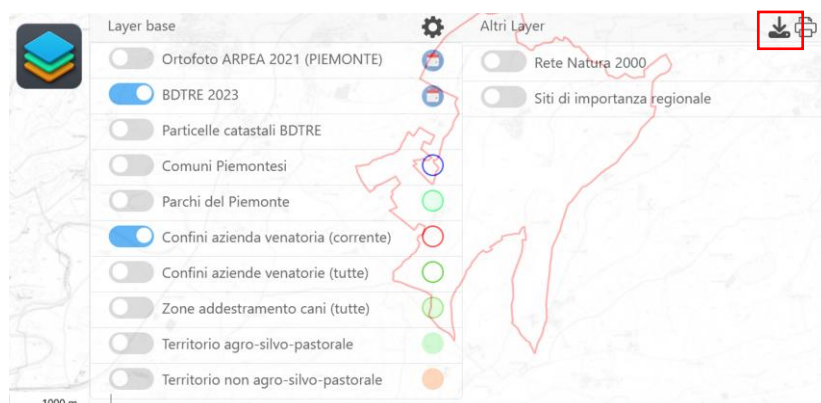 Layer base
Ortofoto ARPEA 2021 (PIEMONTE)
BDTRE 2023
Particelle catastali BDTRE
Comuni Piemontesi
Parchi del Piemonte
Confini azienda venatoria (corrente)
Confini aziende venatorie (tutte)
Zone addestramento cani (tutte)
Territorio agro-silvo-pastorale
Territorio non agro-silvo-pastorale
Altri Layer
Rete Natura 2000
Siti di importanza regionale
1000 m